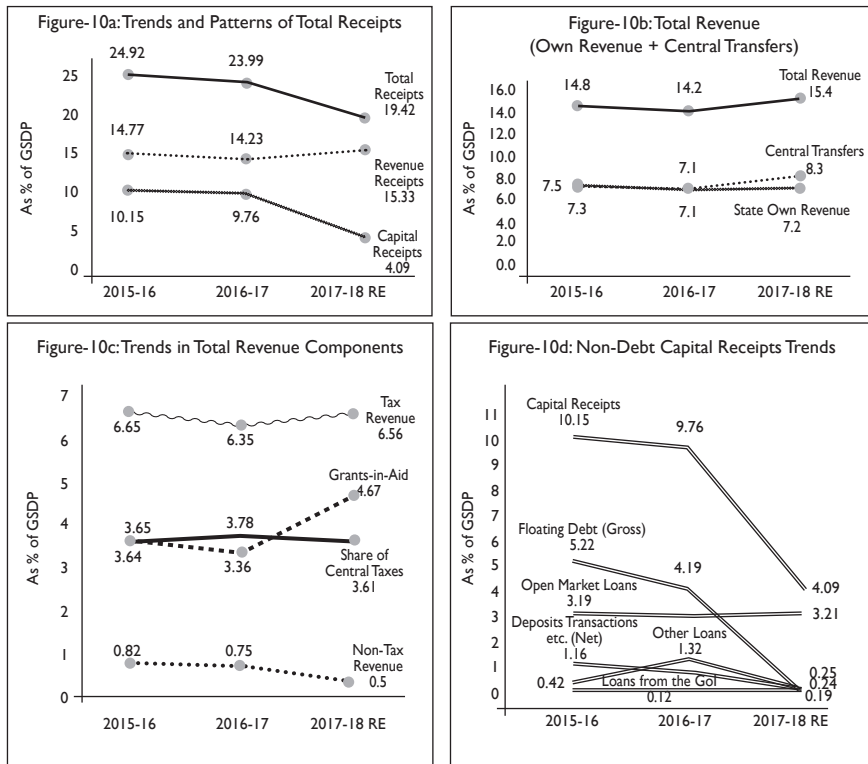 Figure-10a: Trends and Patterns of Total Receipts
As % of GSDP
25
20
15
10
5
0
24.92
23.99
Total
Receipts
19.42
14.77
14.23
Revenue
Receipts
15.33
10.15
9.76
Capital
Receipts
4.09
2015-16
2016-17
2017-18 RE
Figure-10b: Total Revenue
(Own Revenue + Central Transfers)
As % of GSDP
16.0
14.0
12.0
10.0
8.0
6.0
4.0
2.0
0.0
14.8
14.2
Total Revenue
15.4
Central Transfers
8.3
7.5
7.1
7.3
7.1
State Own Revenue
7.2
2015-16
2016-17
2017-18 RE
Figure-10c: Trends in Total Revenue Components
As % of GSDP
7
6
5
4
3
2
1
0
6.65
6.35
Tax
Revenue
6.56
Grants-in-Aid
4.67
3.65
3.78
3.64
3.36
Share of
Central Taxes
3.61
0.82
0.75
Non-Tax
Revenue
0.5
2015-16
2016-17
2017-18 RE
Figure-10d: Non-Debt Capital Receipts Trends
As % of GSDP
11
10
9
8
7
6
5
4
3
2
1
0
Capital Receipts
10.15
9.76
4.09
Floating Debt (Gross)
5.22
4.19
Open Market Loans
3.19
3.21
Deposits Transactions
etc. (Net)
1.16
Other Loans
1.32
0.42
Loans from the GoI
0.12
0.25
0.24
0.19
2015-16
2016-17
2017-18 RE